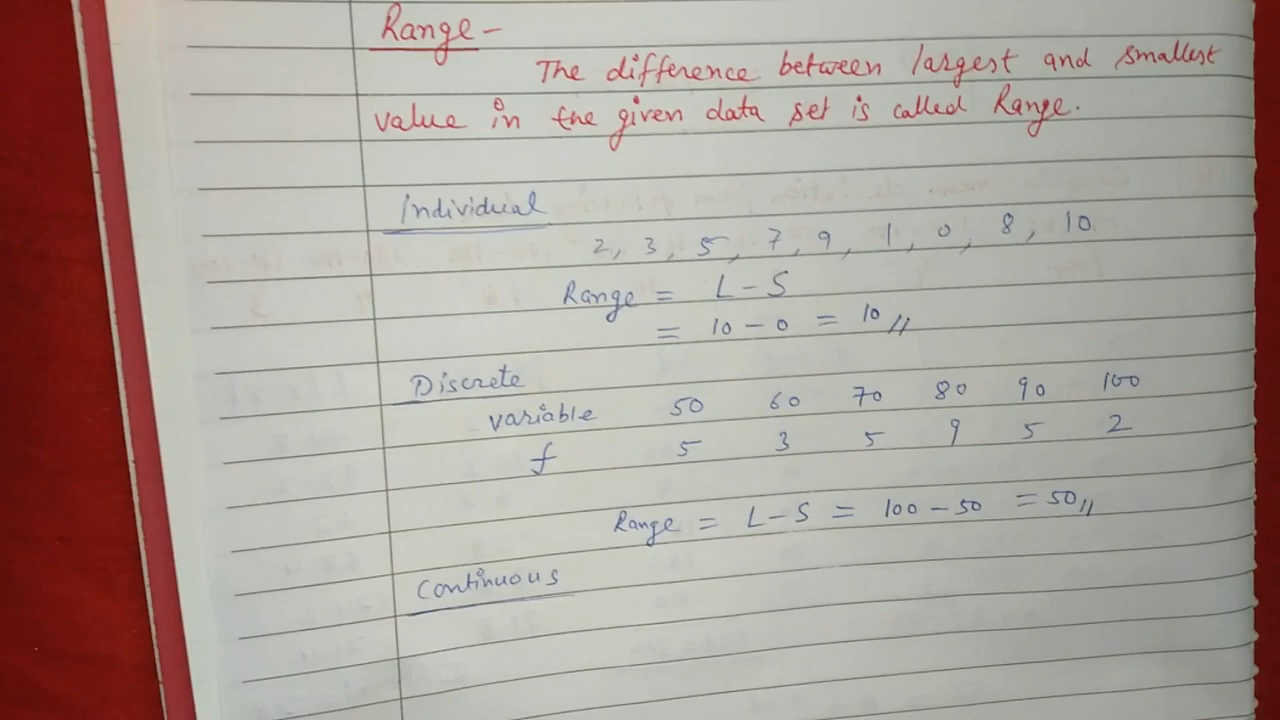 Range -
The difference between largest and smallest
value in the given data set is called Range.
Individual
2, 3, 5, 7, 9, 1, 0, 8, 10
Range = L - S
= 10 - 0 = 10 //
Discrete
variable 50 60 70 80 90 100
f 5 3 5 9 5 2
Range = L - S = 100 - 50 = 50 //
Continuous